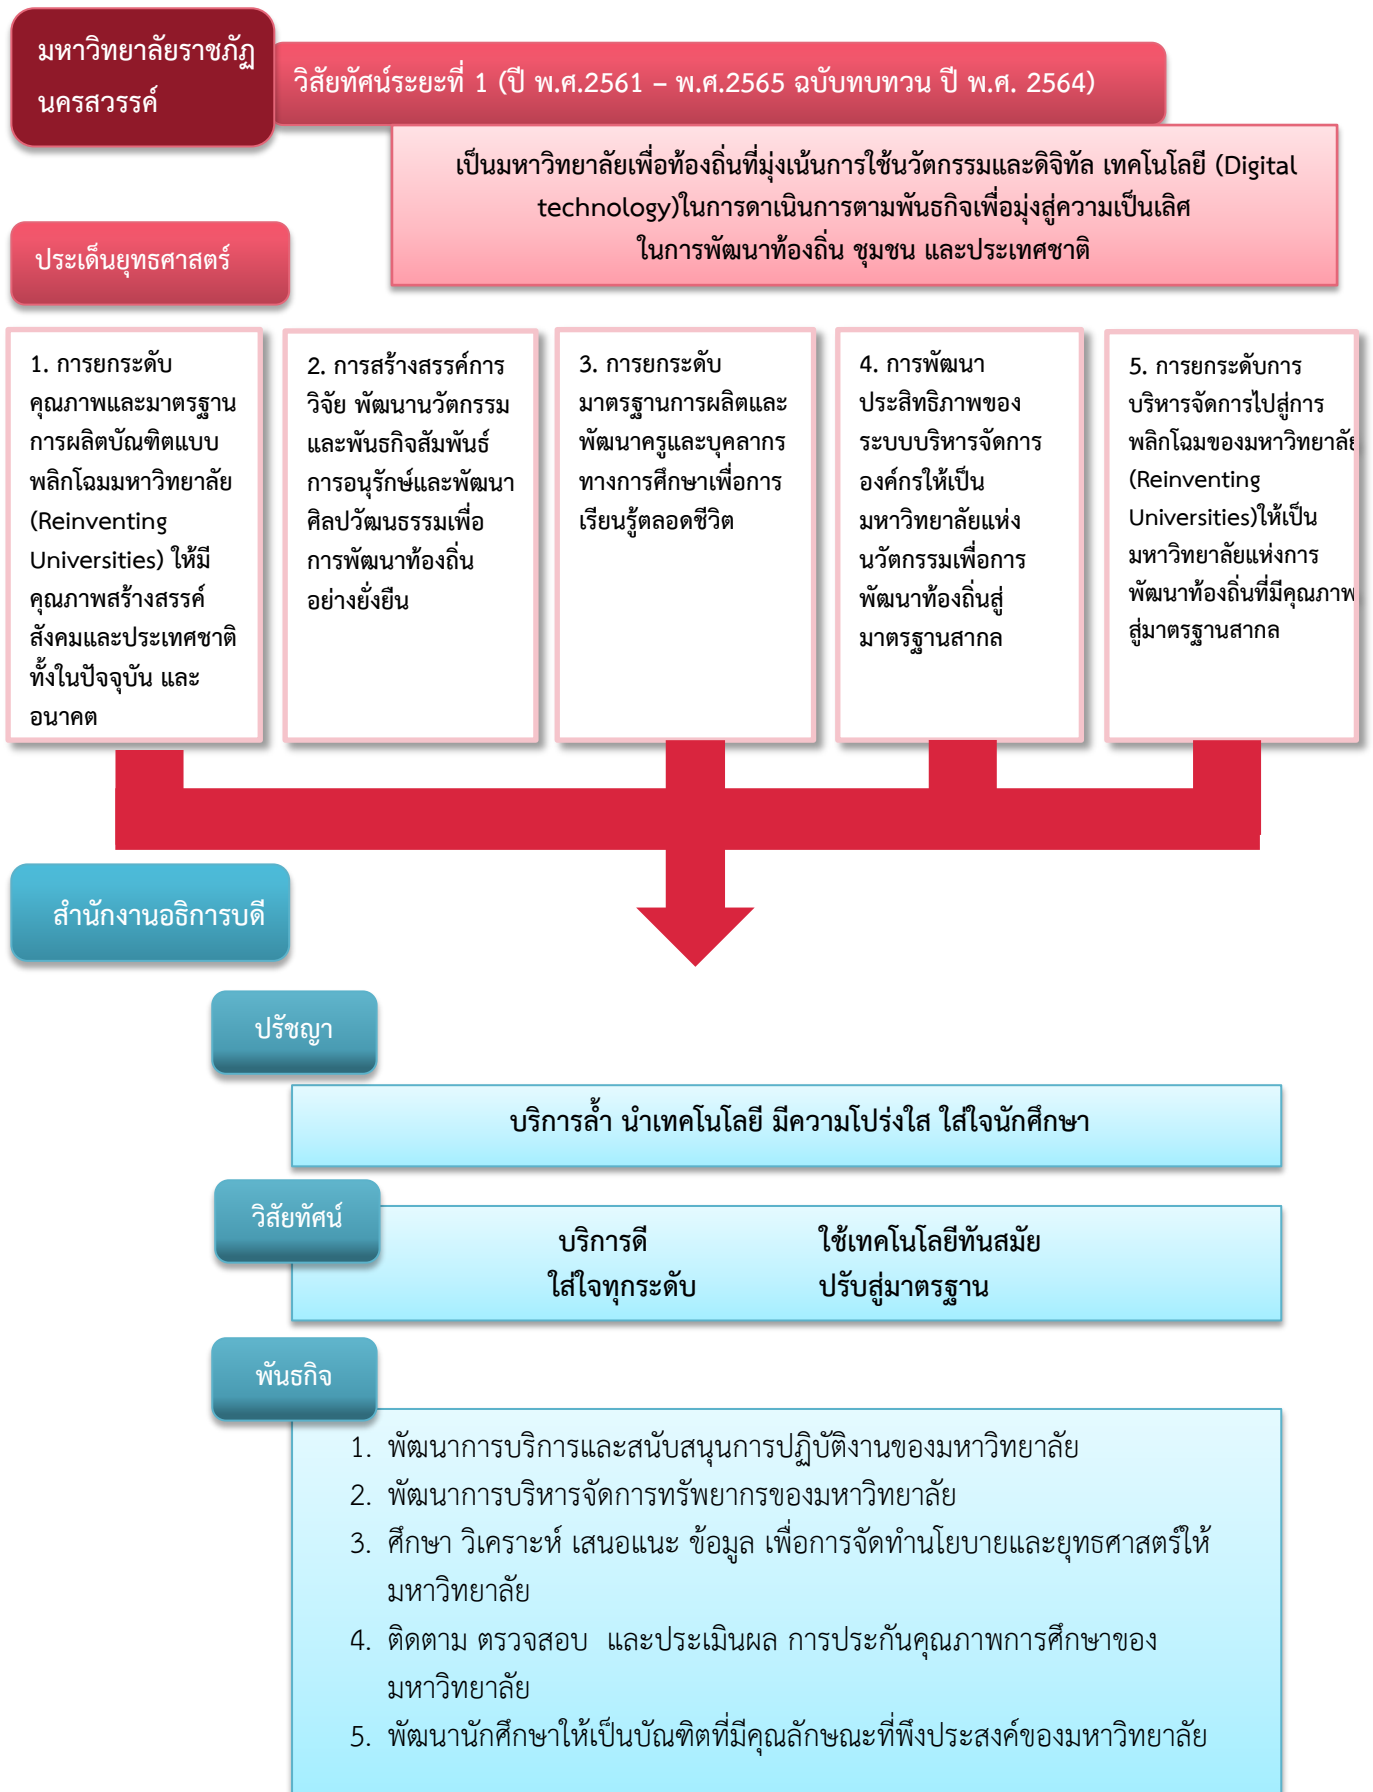 มหาวิทยาลัยราชภัฏ
นครสวรรค์
วิสัยทัศน์ระยะที่ 1 (ปี พ.ศ.2561 – พ.ศ.2565 ฉบับทบทวน ปี พ.ศ. 2564)
เป็นมหาวิทยาลัยเพื่อท้องถิ่นที่มุ่งเน้นการใช้นวัตกรรมและดิจิทัล เทคโนโลยี (Digital
technology)ในการดาเนินการตามพันธกิจเพื่อมุ่งสู่ความเป็นเลิศ
ในการพัฒนาท้องถิ่น ชุมชน และประเทศชาติ
ประเด็นยุทธศาสตร์
1. การยกระดับ
คุณภาพและมาตรฐาน
การผลิตบัณฑิตแบบ
พลิกโฉมมหาวิทยาลัย
(Reinventing
Universities) ให้มี
คุณภาพสร้างสรรค์
สังคมและประเทศชาติ
ทั้งในปัจจุบัน และ
อนาคต
2. การสร้างสรรค์การ
วิจัย พัฒนานวัตกรรม
และพันธกิจสัมพันธ์
การอนุรักษ์และพัฒนา
ศิลปวัฒนธรรมเพื่อ
การพัฒนาท้องถิ่น
อย่างยั่งยืน
3. การยกระดับ
มาตรฐานการผลิตและ
พัฒนาครูและบุคลากร
ทางการศึกษาเพื่อการ
เรียนรู้ตลอดชีวิต
4. การพัฒนา
ประสิทธิภาพของ
ระบบบริหารจัดการ
องค์กรให้เป็น
มหาวิทยาลัยแห่ง
นวัตกรรมเพื่อการ
พัฒนาท้องถิ่นสู่
มาตรฐานสากล
5. การยกระดับการ
บริหารจัดการไปสู่การ
พลิกโฉมของมหาวิทยาลัย
(Reinventing
Universities)ให้เป็น
มหาวิทยาลัยแห่งการ
พัฒนาท้องถิ่นที่มีคุณภาพ
สู่มาตรฐานสากล
สำนักงานอธิการบดี
ปรัชญา
บริการล้ำ นำเทคโนโลยี มีความโปร่งใส ใส่ใจนักศึกษา
วิสัยทัศน์
บริการดี ใช้เทคโนโลยีทันสมัย
ใส่ใจทุกระดับ ปรับสู่มาตรฐาน
พันธกิจ
1. พัฒนาการบริการและสนับสนุนการปฏิบัติงานของมหาวิทยาลัย
2. พัฒนาการบริหารจัดการทรัพยากรของมหาวิทยาลัย
3. ศึกษา วิเคราะห์ เสนอแนะ ข้อมูล เพื่อการจัดทำนโยบายและยุทธศาสตร์ให้
มหาวิทยาลัย
4. ติดตาม ตรวจสอบ และประเมินผล การประกันคุณภาพการศึกษาของ
มหาวิทยาลัย
5. พัฒนานักศึกษาให้เป็นบัณฑิตที่มีคุณลักษณะที่พึงประสงค์ของมหาวิทยาลัย